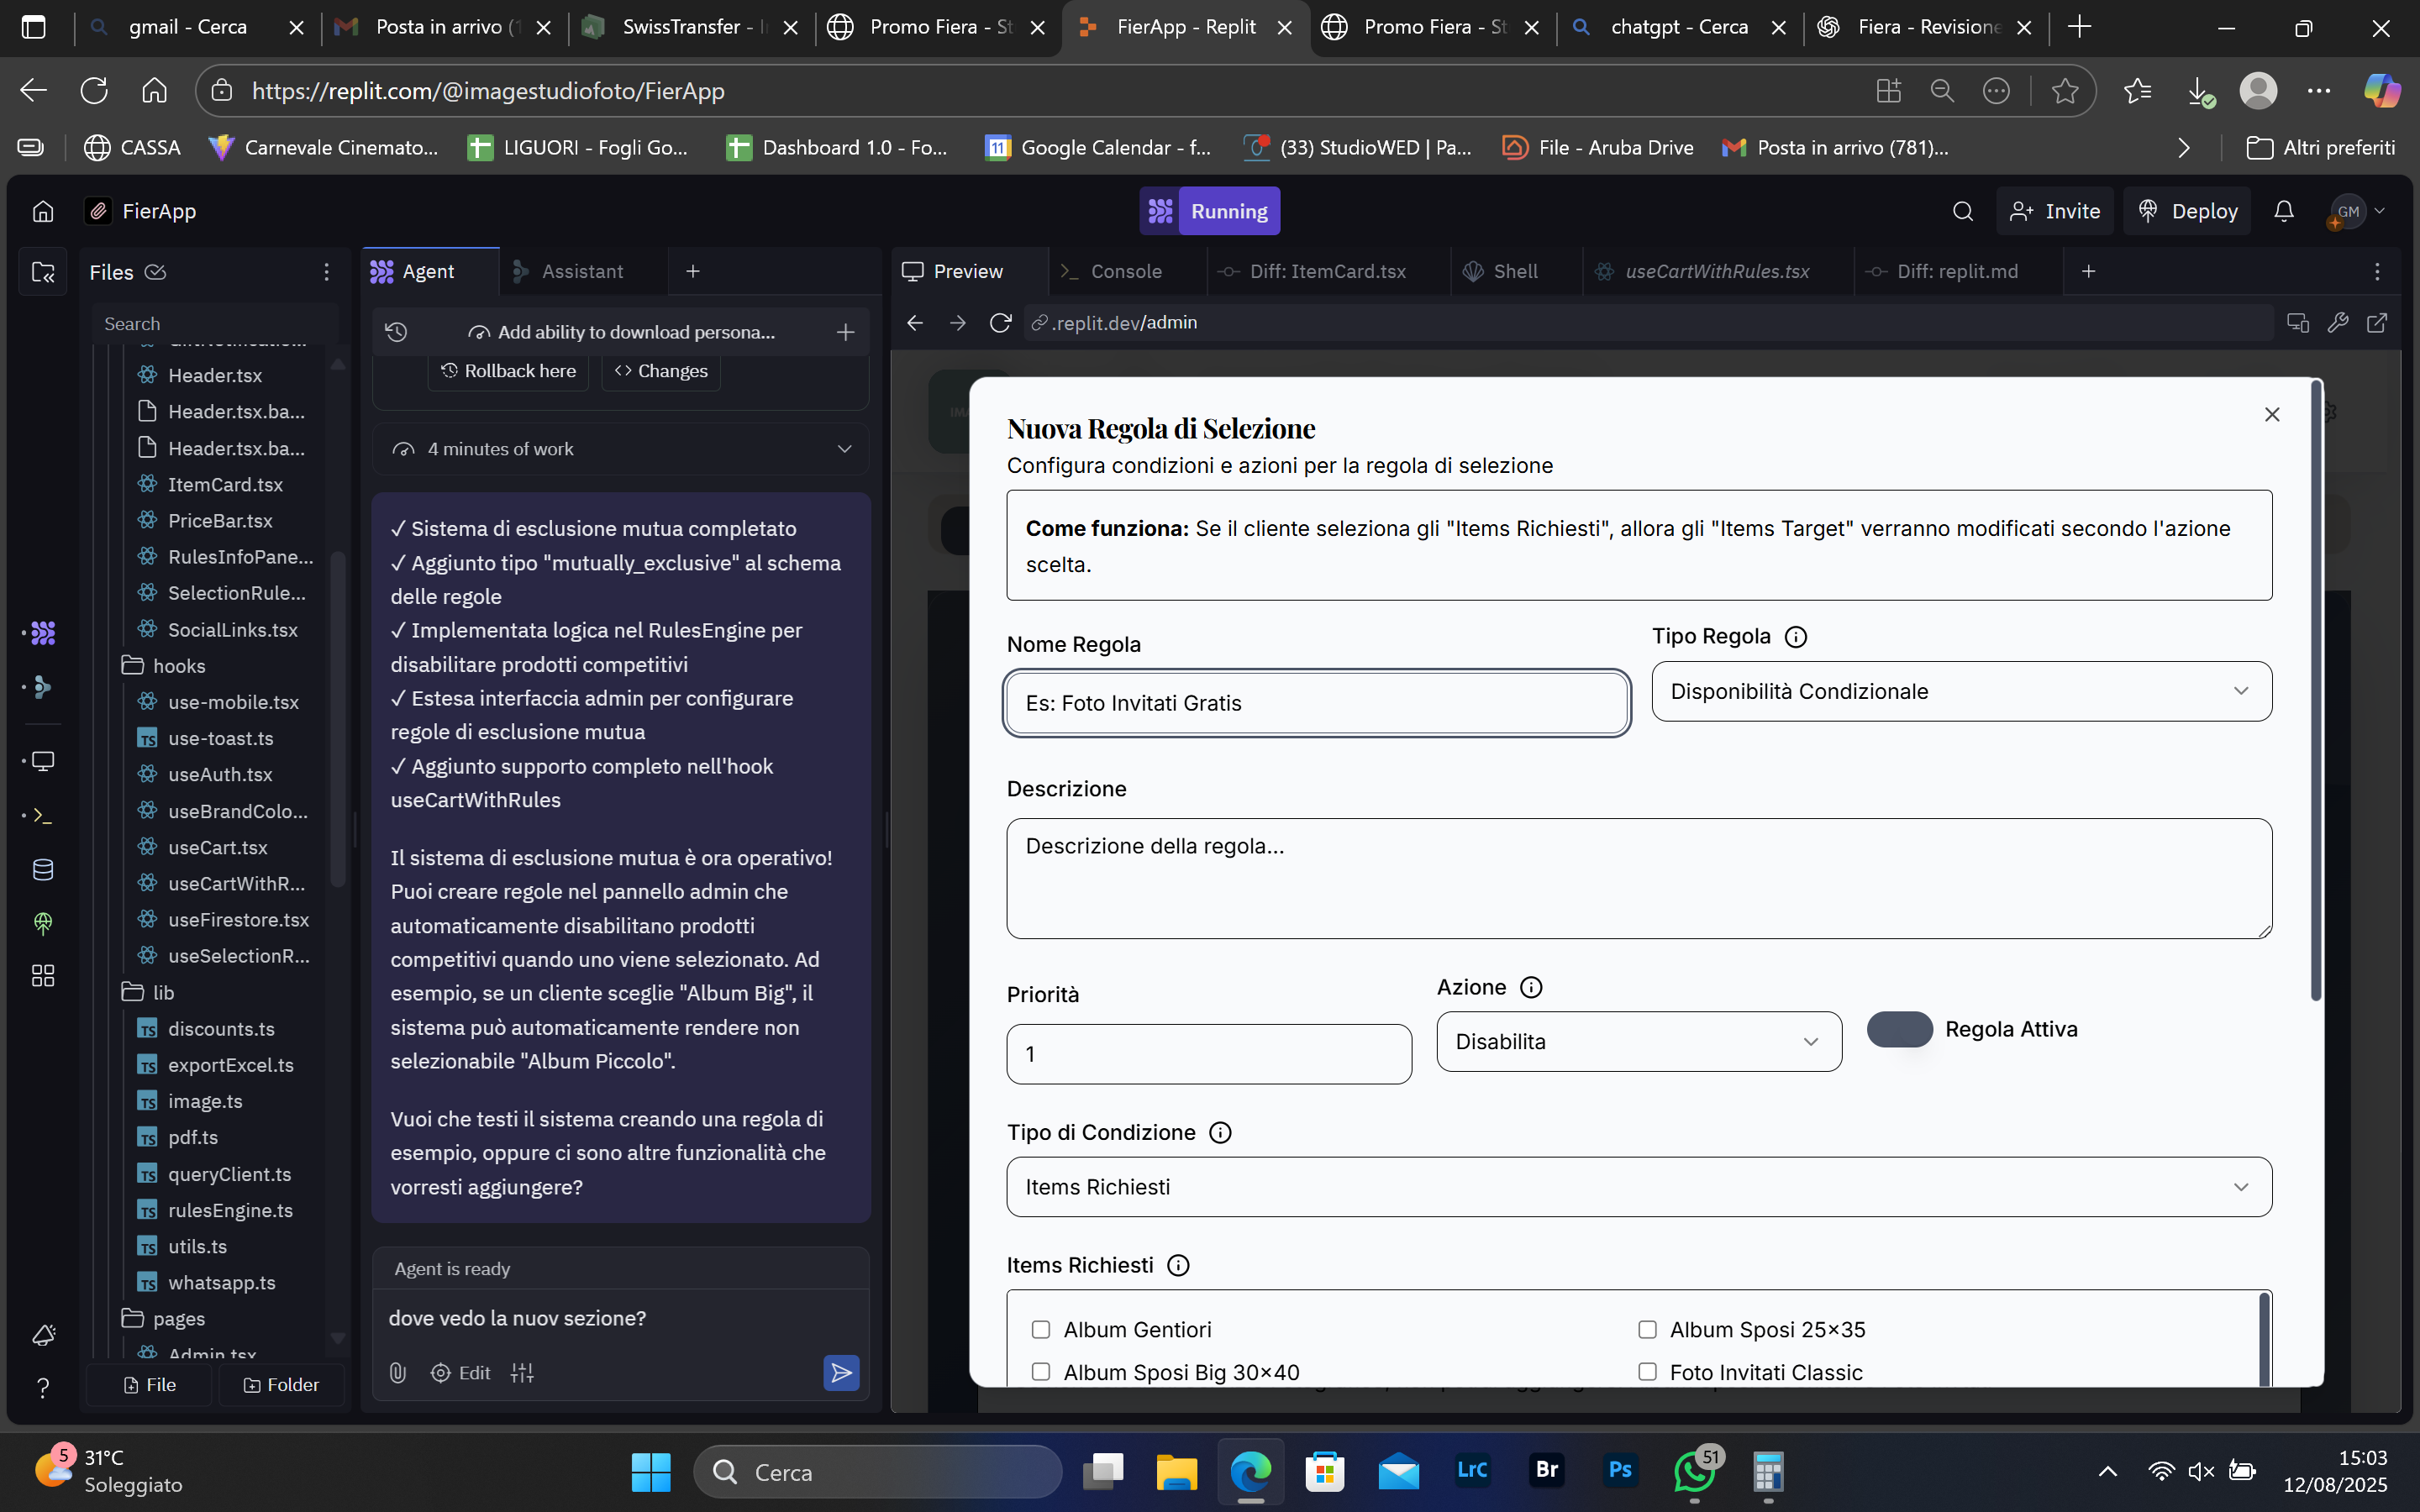 gmail - Cerca
Posta in arrivo (1
SwissTransfer - I
Promo Fiera - St
FierApp - Replit
Promo Fiera - St
chatgpt - Cerca
Fiera - Revisione
https://replit.com/@imagestudiofoto/FierApp
CASSA
Carnevale Cinemato...
LIGUORI - Fogli Go...
Dashboard 1.0 - Fo...
11
Google Calendar - f...
(33) StudioWED | Pa...
File - Aruba Drive
Posta in arrivo (781)...
Altri preferiti
FierApp
Running
Invite
Deploy
GM
Files
Search
Header.tsx
Header.tsx.ba...
Header.tsx.ba...
ItemCard.tsx
PriceBar.tsx
RulesInfoPane...
SelectionRule...
SocialLinks.tsx
hooks
use-mobile.tsx
TS use-toast.ts
useAuth.tsx
useBrandColo...
useCart.tsx
useCartWithR...
useFirestore.tsx
useSelectionR...
lib
TS discounts.ts
TS exportExcel.ts
TS image.ts
TS pdf.ts
TS queryClient.ts
TS rulesEngine.ts
TS utils.ts
TS whatsapp.ts
pages
Admin.tsx
File
Folder
Agent
Assistant
Add ability to download persona...
Rollback here
Changes
4 minutes of work
✓ Sistema di esclusione mutua completato
✓ Aggiunto tipo "mutually_exclusive" al schema
delle regole
✓ Implementata logica nel RulesEngine per
disabilitare prodotti competitivi
✓ Estesa interfaccia admin per configurare
regole di esclusione mutua
✓ Aggiunto supporto completo nell'hook
useCartWithRules
Il sistema di esclusione mutua è ora operativo!
Puoi creare regole nel pannello admin che
automaticamente disabilitano prodotti
competitivi quando uno viene selezionato. Ad
esempio, se un cliente sceglie "Album Big", il
sistema può automaticamente rendere non
selezionabile "Album Piccolo".
Vuoi che testi il sistema creando una regola di
esempio, oppure ci sono altre funzionalità che
vorresti aggiungere?
Agent is ready
dove vedo la nuov sezione?
Edit
Preview
Console
Diff: ItemCard.tsx
Shell
useCartWithRules.tsx
Diff: replit.md
.replit.dev/admin
IMA
Nuova Regola di Selezione
Configura condizioni e azioni per la regola di selezione
Come funziona: Se il cliente seleziona gli "Items Richiesti", allora gli "Items Target" verranno modificati secondo l'azione
scelta.
Nome Regola
Es: Foto Invitati Gratis
Tipo Regola
Disponibilità Condizionale
Descrizione
Descrizione della regola...
Priorità
1
Azione
Disabilita
Regola Attiva
Tipo di Condizione
Items Richiesti
Items Richiesti
Album Gentiori
Album Sposi 25×35
Album Sposi Big 30×40
Foto Invitati Classic
5
31°C
Soleggiato
Cerca
LrC
Br
Ps
51
15:03
12/08/2025